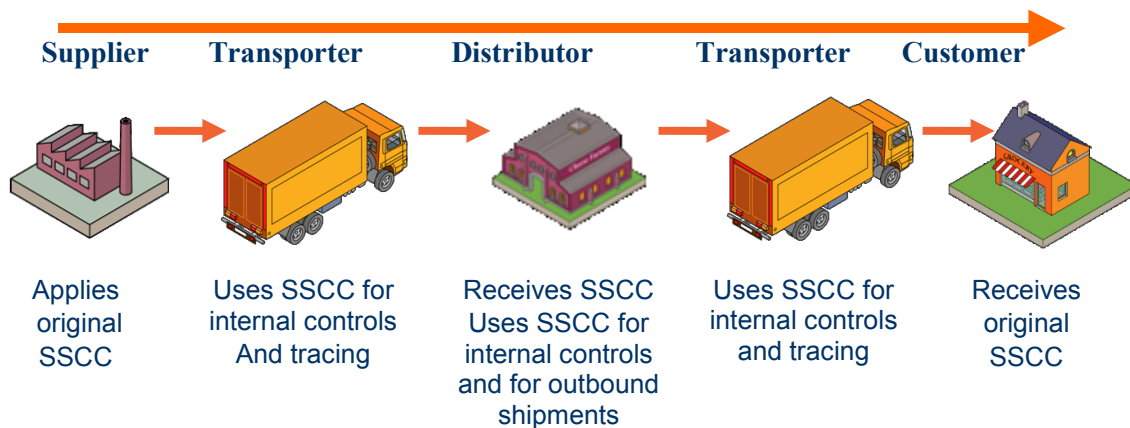 Supplier
Transporter
Distributor
Transporter
Customer
GROCERY
Applies
original
SSCC
Uses SSCC for
internal controls
And tracing
Receives SSCC
Uses SSCC for
internal controls
and for outbound
shipments
Uses SSCC for
internal controls
and tracing
Receives
original
SSCC